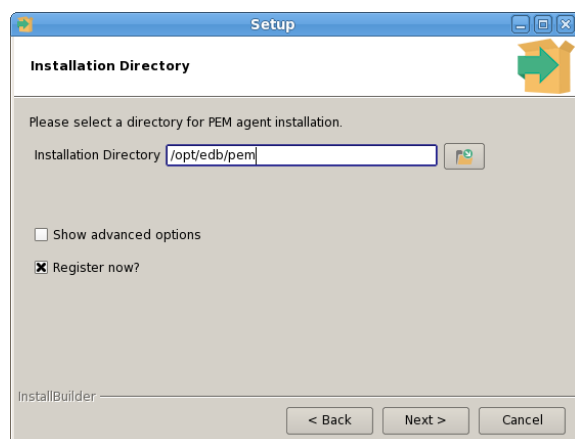 Setup
Installation Directory
Please select a directory for PEM agent installation.
Installation Directory /opt/edb/pem
Show advanced options
Register now?
InstallBuilder
< Back Next > Cancel